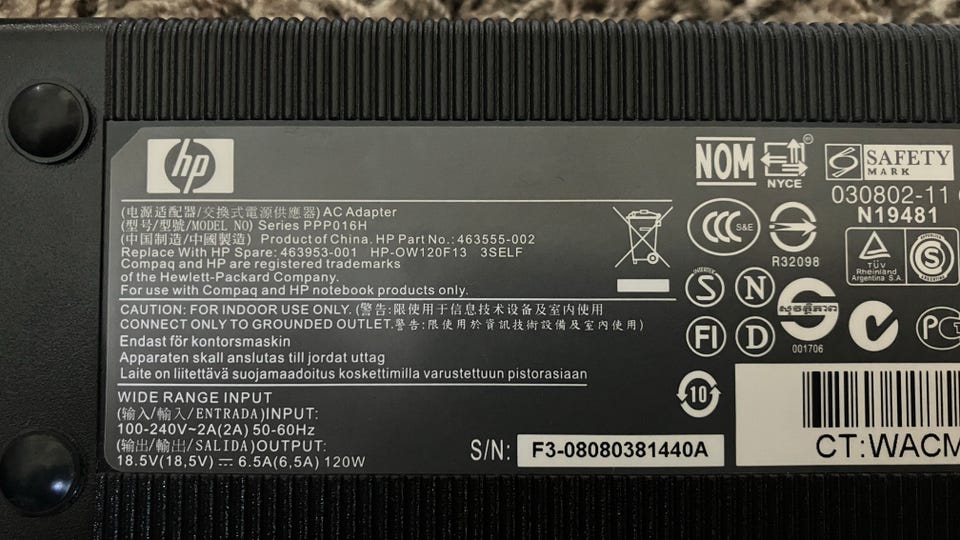 hp
(电源适配器/交換式電源供應器) AC Adapter
(型号/型號/MODEL NO) Series PPP016H
(中国制造/中國製造) Product of China. HP Part No.: 463555-002
Replace With HP Spare: 463953-001 HP-OW120F13 3SELF
Compaq and HP are registered trademarks
of the Hewlett-Packard Company.
For use with Compaq and HP notebook products only.
CAUTION: FOR INDOOR USE ONLY. (警告:限使用于信息技术设备及室内使用
CONNECT ONLY TO GROUNDED OUTLET.警告:限使用於資訊技術設備及室內使用)
Endast för kontorsmaskin
Apparaten skall anslutas till jordat uttag
Laite on liitettävä suojamaadoitus koskettimilla varustettuun pistorasiaan
WIDE RANGE INPUT
(输入/輸入/ENTRADA)INPUT:
100-240V~2A(2A) 50-60Hz
(输出/輸出/SALIDA)OUTPUT:
18.5V(18,5V) ⎓ 6.5A(6,5A) 120W
NOM
NYCE
SAFETY
MARK
030802-11
N19481
CCC S&E
R32098
TÜV
Rheinland
Argentina S.A.
S
S
N
FI
D
001706
PC
10
S/N: F3-08080381440A
CT:WACM